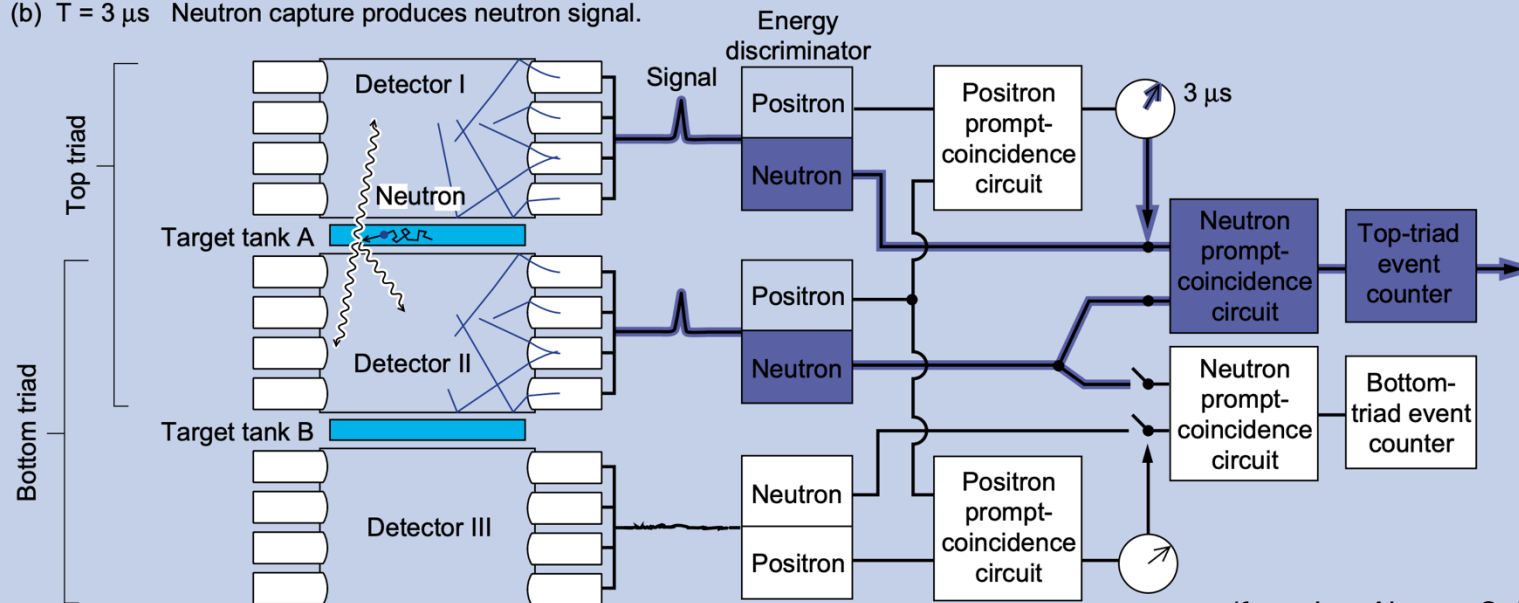 (b) T = 3 μs Neutron capture produces neutron signal.
Energy
discriminator
Top triad
Detector I
Signal
Positron
Neutron
Positron
prompt-
coincidence
circuit
3 μs
Neutron
Target tank A
Neutron
prompt-
coincidence
circuit
Top-triad
event
counter
Bottom triad
Detector II
Positron
Neutron
Target tank B
Neutron
prompt-
coincidence
circuit
Bottom-
triad event
counter
Detector III
Neutron
Positron
Positron
prompt-
coincidence
circuit